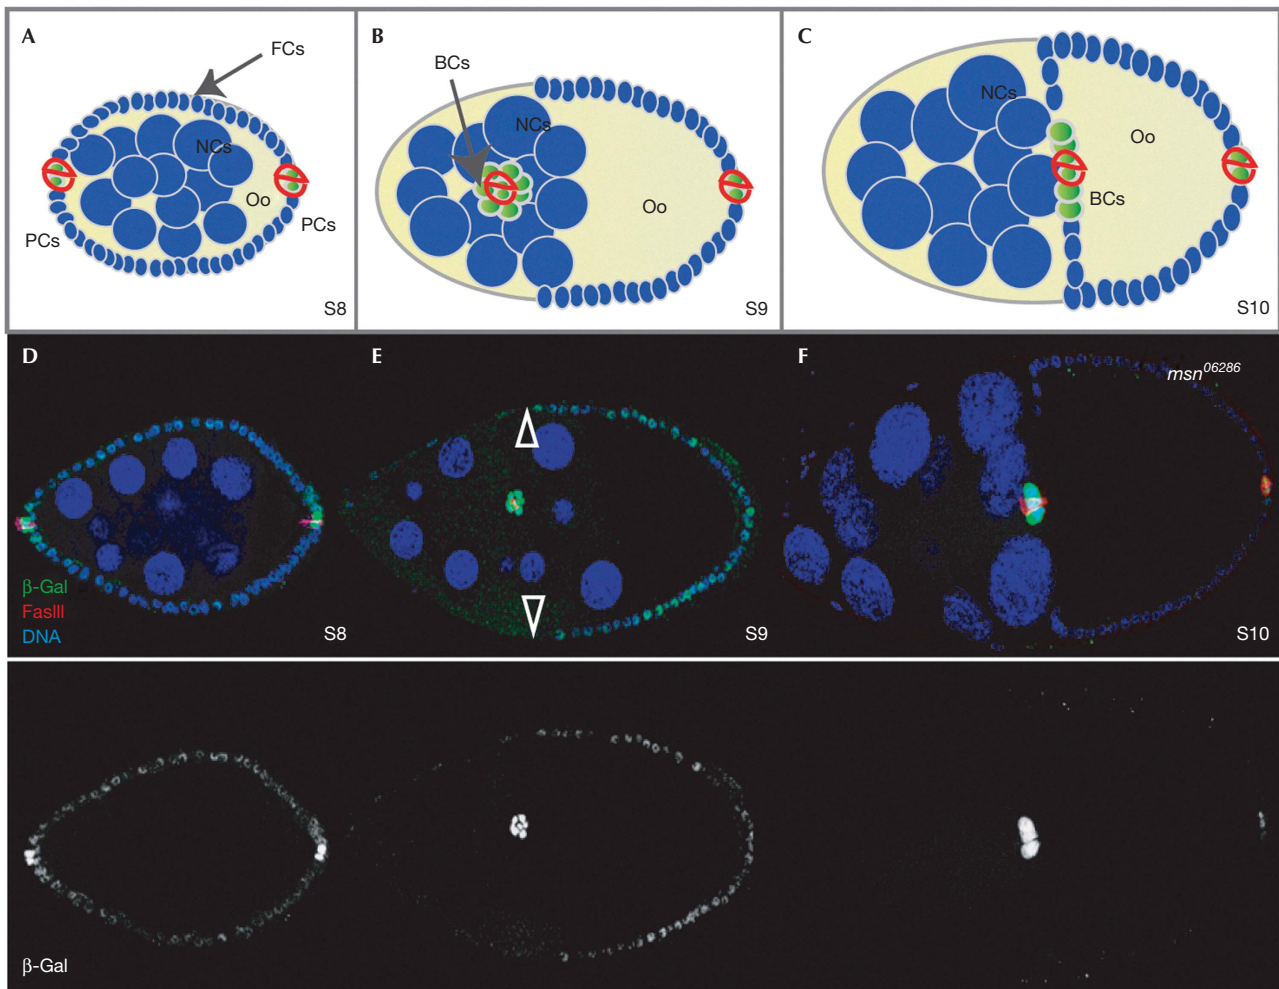 A
FCs
NCs
Oo
PCs
PCs
S8
B
BCs
NCs
Oo
S9
C
NCs
Oo
BCs
S10
D
β-Gal
FasIII
DNA
S8
E
S9
F
msn06286
S10
β-Gal